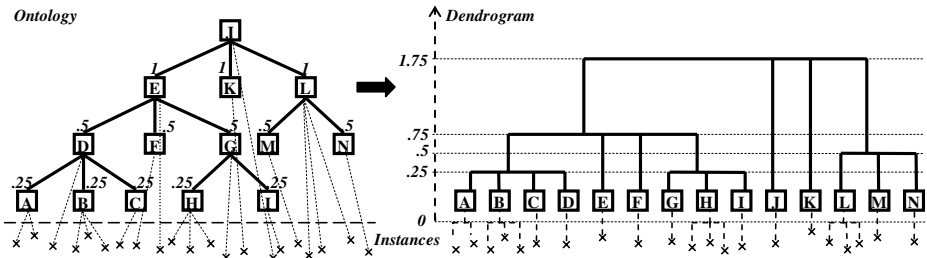 Ontology
Dendrogram
J
1 1 1
E K L
1.75
.5 .5 .5 .5 .5
D F G M N
.75
.5
.25 .25 .25 .25 .25
.25
A B C H I
A B C D E F G H I J K L M N
0
Instances